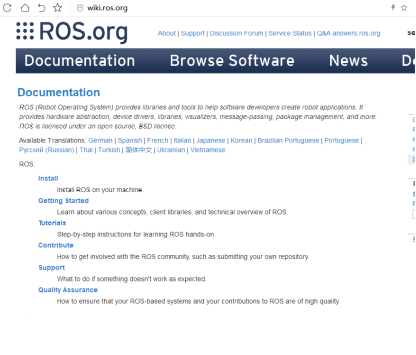 wiki.ros.org
ROS.org
About | Support | Discussion Forum | Service Status | Q&A answers.ros.org
Documentation Browse Software News
Documentation
ROS (Robot Operating System) provides libraries and tools to help software developers create robot applications. It
provides hardware abstraction, device drivers, libraries, visualizers, message-passing, package management, and more.
ROS is licensed under an open source, BSD license.
Available Translations: German | Spanish | French | Italian | Japanese | Korean | Brazilian Portuguese | Portuguese |
Русский (Russian) | Thai | Turkish | 简体中文 | Ukrainian | Vietnamese
ROS:
Install
Install ROS on your machine.
Getting Started
Learn about various concepts, client libraries, and technical overview of ROS.
Tutorials
Step-by-step instructions for learning ROS hands-on
Contribute
How to get involved with the ROS community, such as submitting your own repository.
Support
What to do if something doesn't work as expected.
Quality Assurance
How to ensure that your ROS-based systems and your contributions to ROS are of high quality.